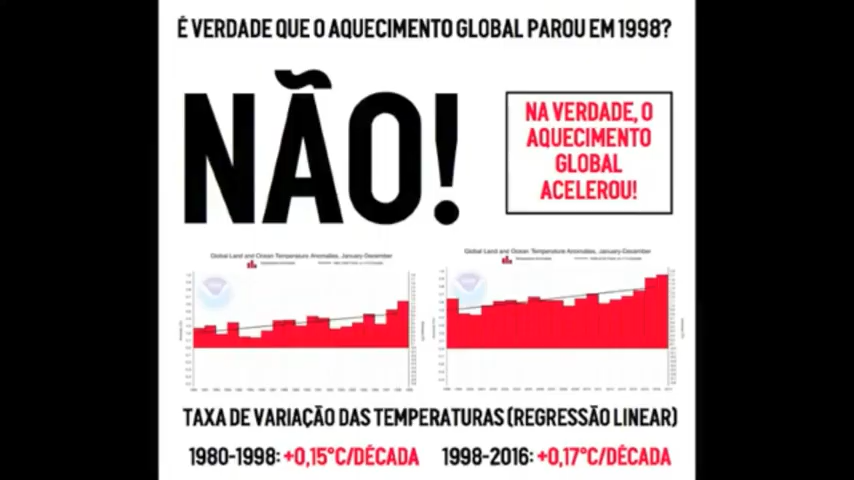 É VERDADE QUE O AQUECIMENTO GLOBAL PAROU EM 1998?
NÃO!
NA VERDADE, O
AQUECIMENTO
GLOBAL
ACELEROU!
Global Land and Ocean Temperature Anomalies, January-December
Global Land and Ocean Temperature Anomalies, January-December
TAXA DE VARIAÇÃO DAS TEMPERATURAS (REGRESSÃO LINEAR)
1980-1998: +0,15°C/DÉCADA 1998-2016: +0,17°C/DÉCADA